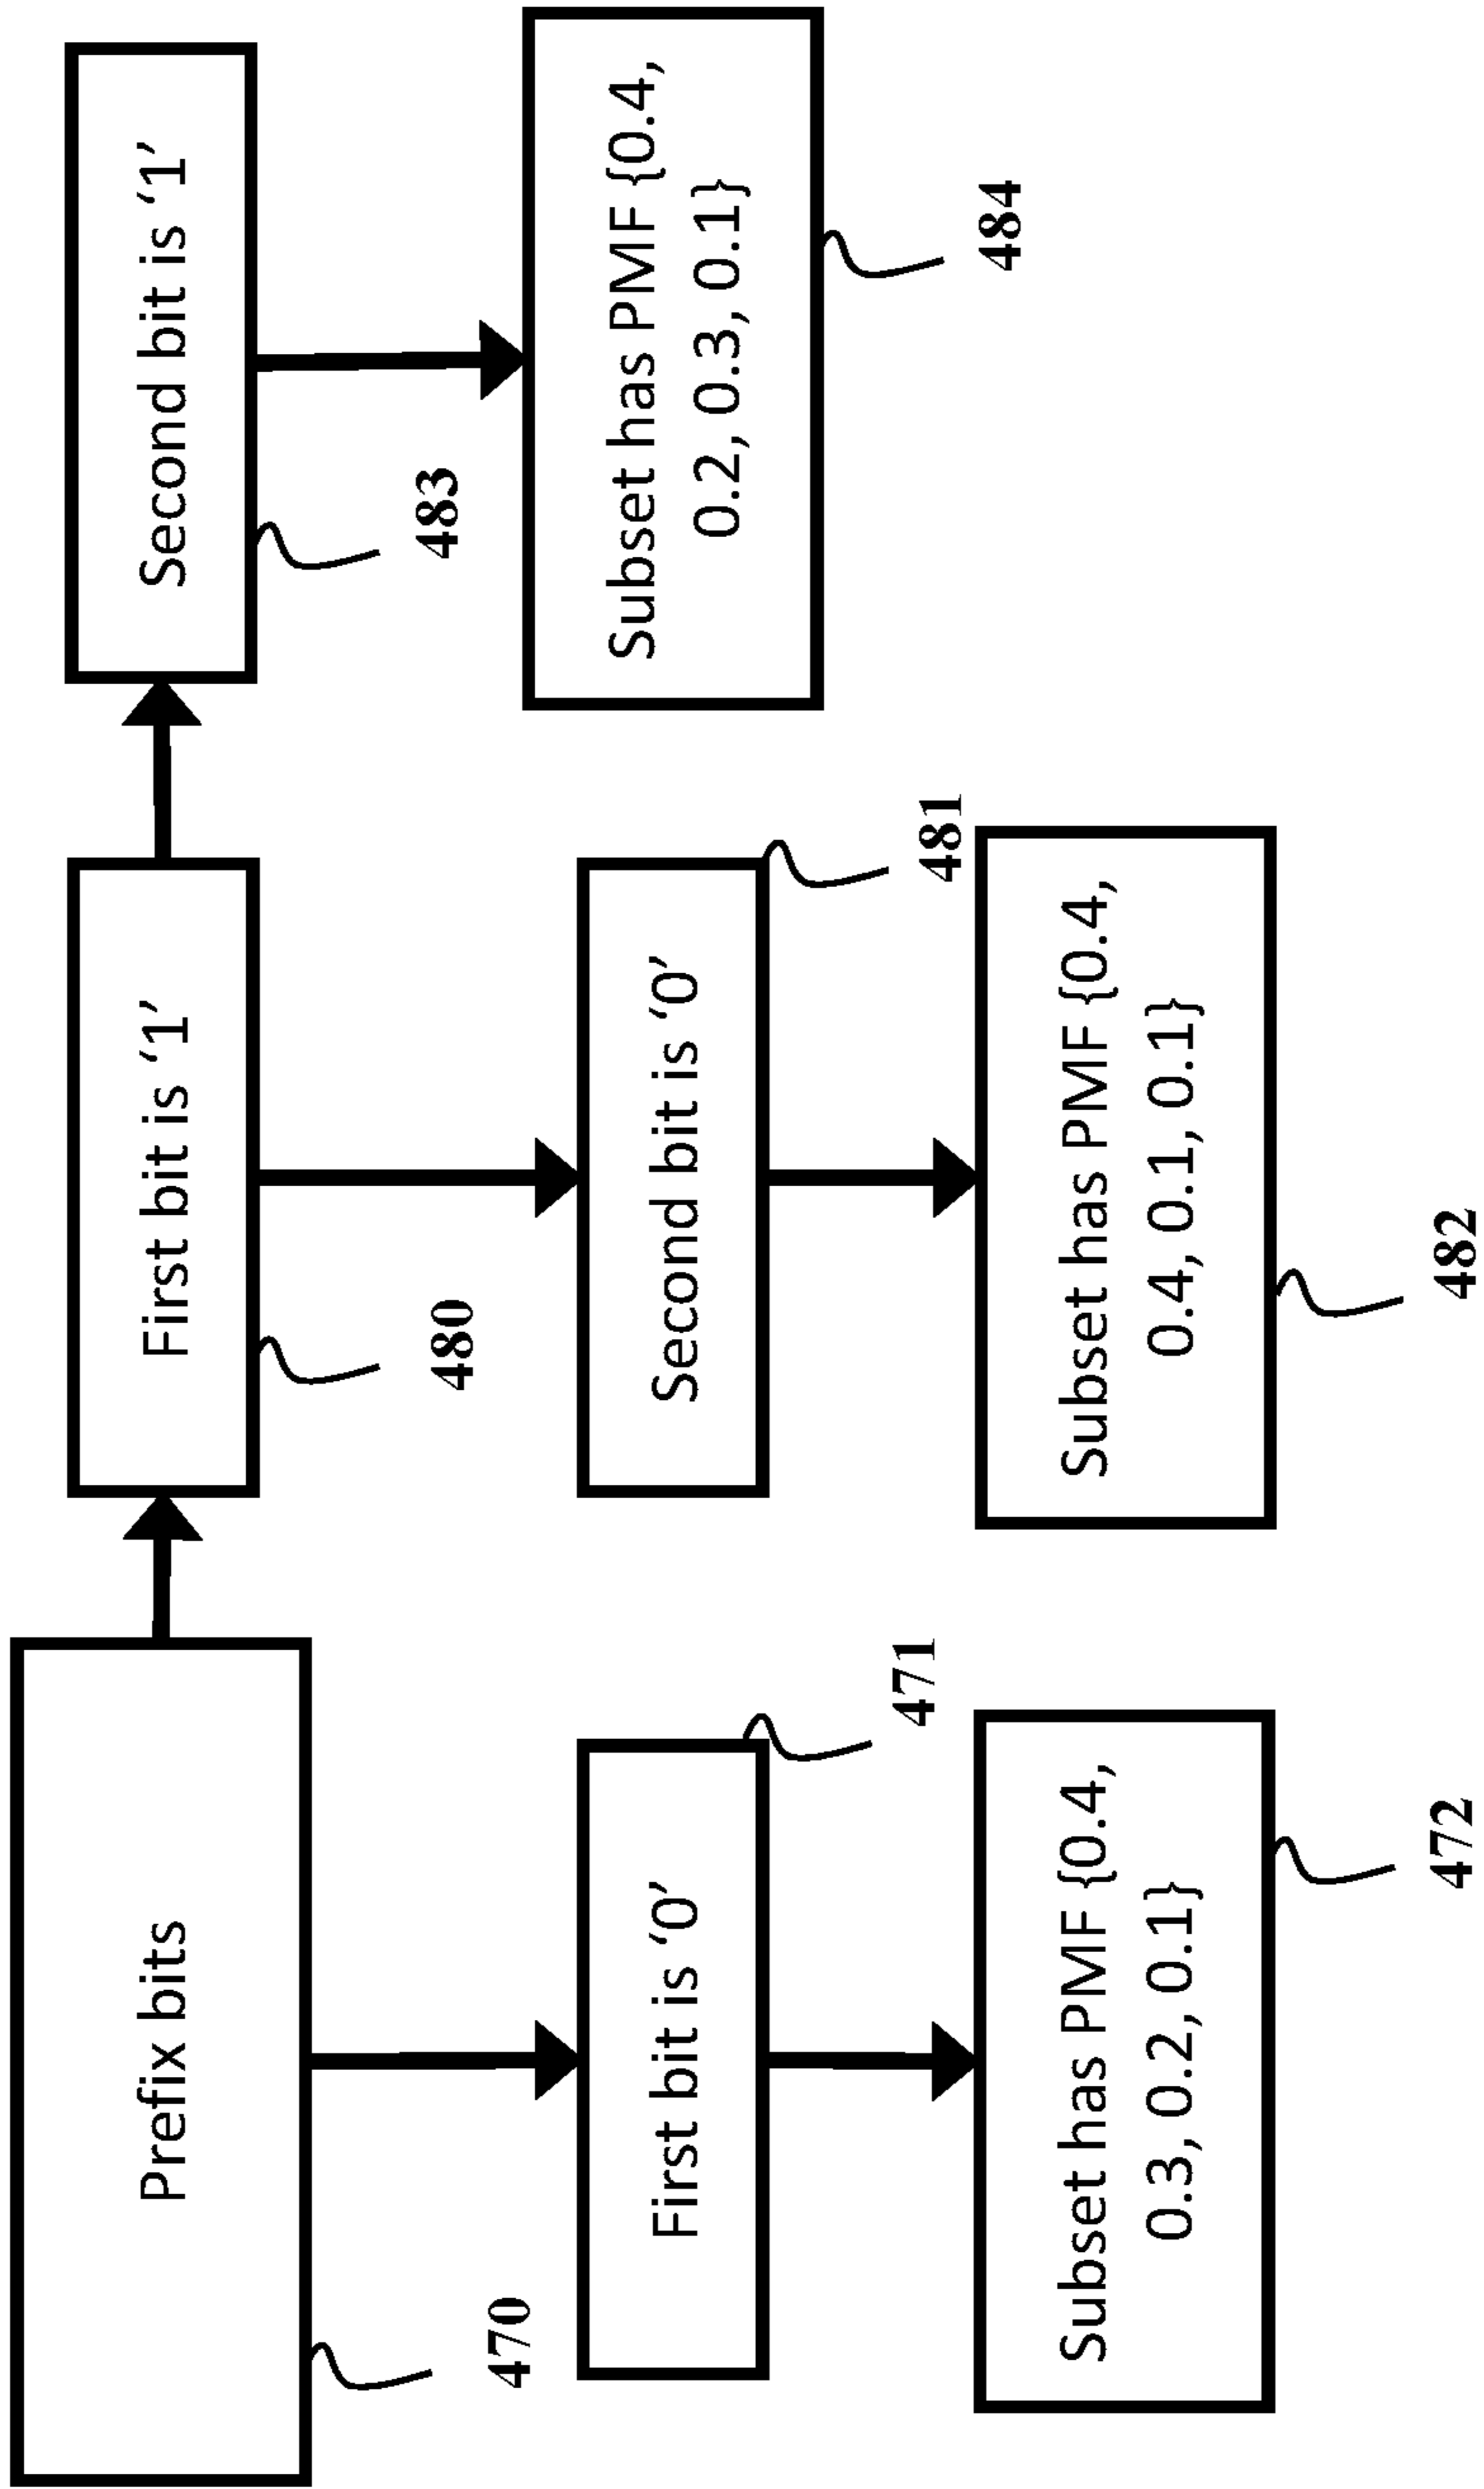 Prefix bits
470
First bit is ‘1’
480
Second bit is ‘1’
483
First bit is ‘0’
471
Second bit is ‘0’
481
Subset has PMF {0.4,
0.2, 0.3, 0.1}
484
Subset has PMF {0.4,
0.3, 0.2, 0.1}
472
Subset has PMF {0.4,
0.4, 0.1, 0.1}
482